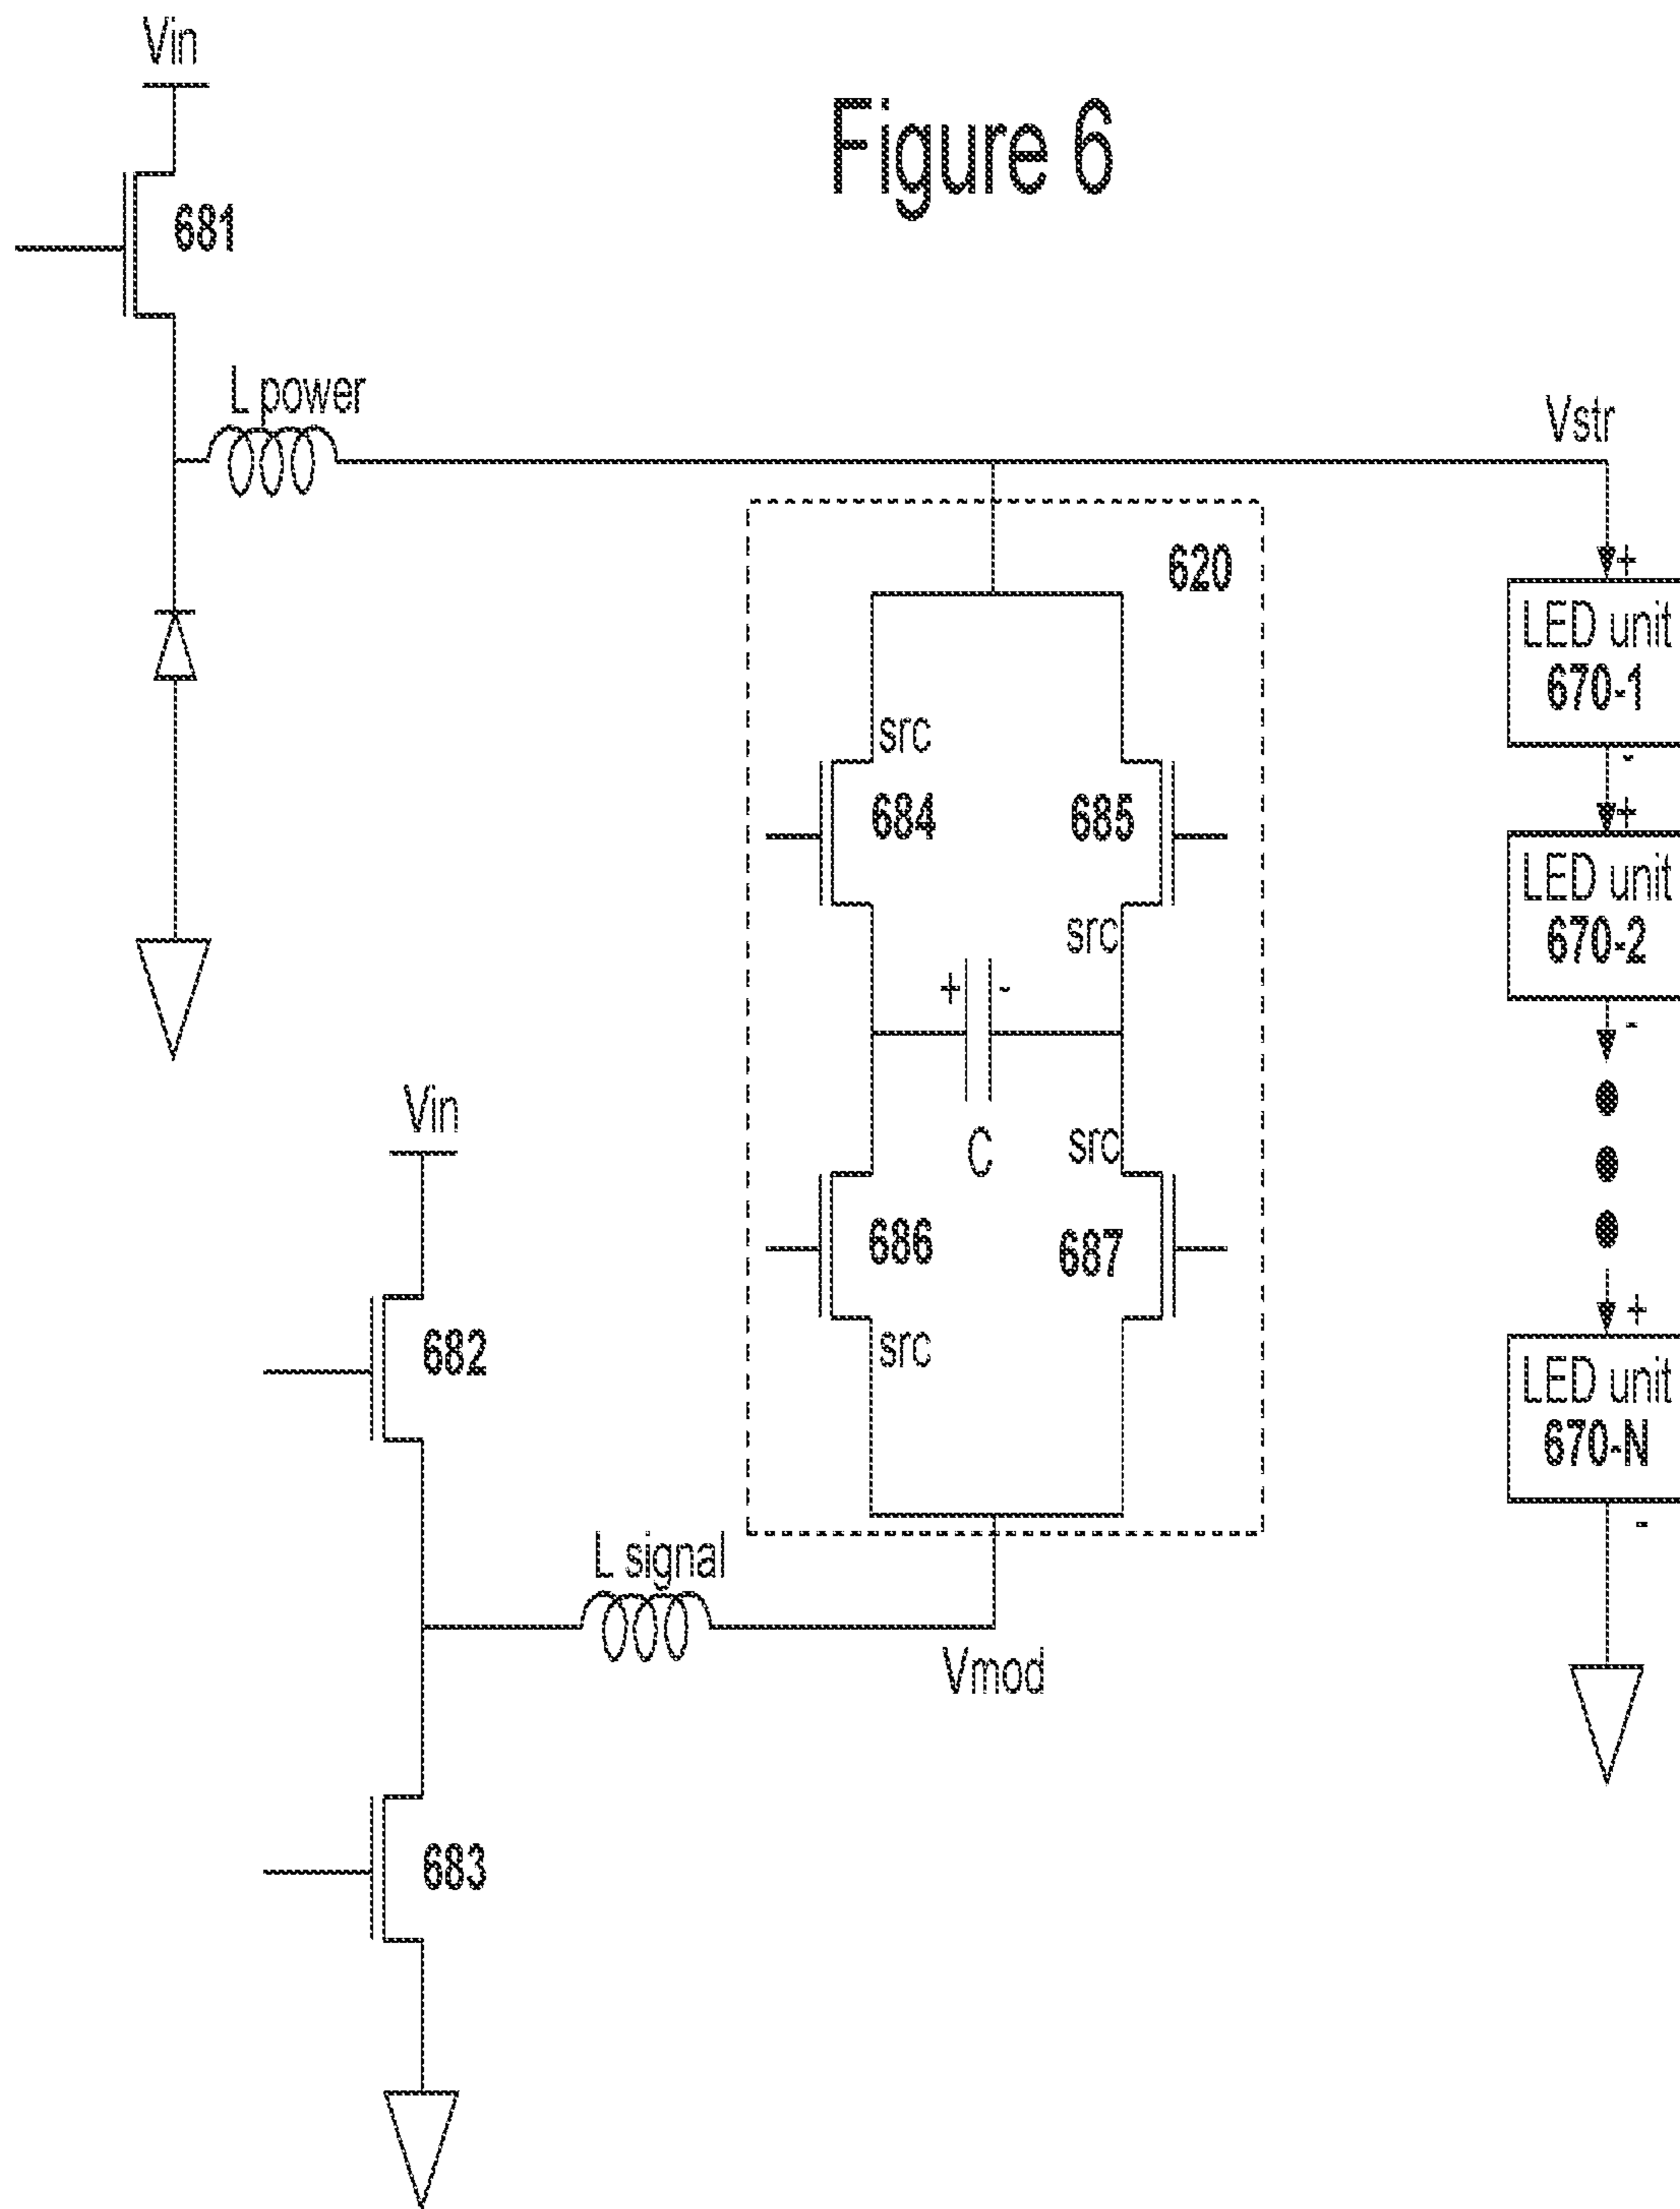 Vin
Figure 6
681
L power
Vstr
620
+
LED unit
670-1
-
src
684
685
+
LED unit
670-2
-
src
+ -
C
Vin
src
686
687
src
+
LED unit
670-N
-
682
L signal
Vmod
683